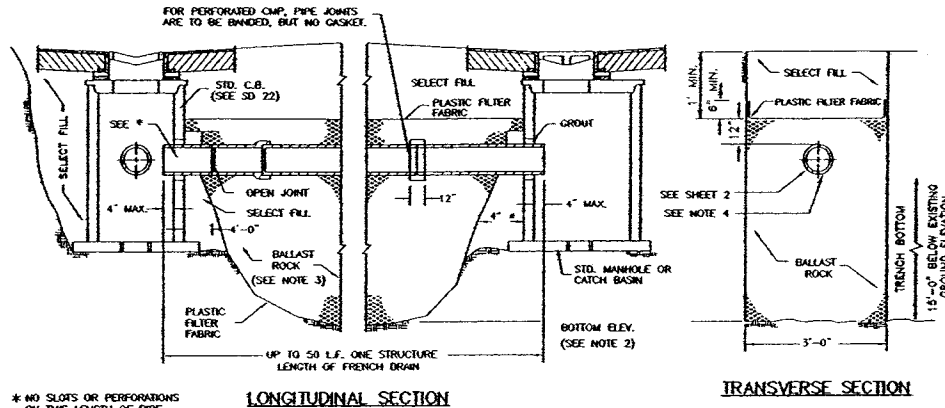 FOR PERFORATED CMP, PIPE JOINTS
ARE TO BE BANDED, BUT NO GASKET.
STD. C.B.
(SEE SD 22)
SEE *
SELECT FILL
SELECT FILL
PLASTIC FILTER
FABRIC
GROUT
OPEN JOINT
SELECT FILL
4" MAX.
4'-0"
12"
4" *
4" MAX.
BALLAST
ROCK
(SEE NOTE 3)
PLASTIC
FILTER
FABRIC
STD. MANHOLE OR
CATCH BASIN
BOTTOM ELEV.
(SEE NOTE 2)
UP TO 50 L.F. ONE STRUCTURE
LENGTH OF FRENCH DRAIN
* NO SLOTS OR PERFORATIONS
ON THIS LENGTH OF PIPE
LONGITUDINAL SECTION
1' MIN.
6" MIN.
12"
SELECT FILL
PLASTIC FILTER FABRIC
SEE SHEET 2
SEE NOTE 4
BALLAST
ROCK
TRENCH BOTTOM
15'-0" BELOW EXISTING
GROUND ELEVATION
3'-0"
TRANSVERSE SECTION